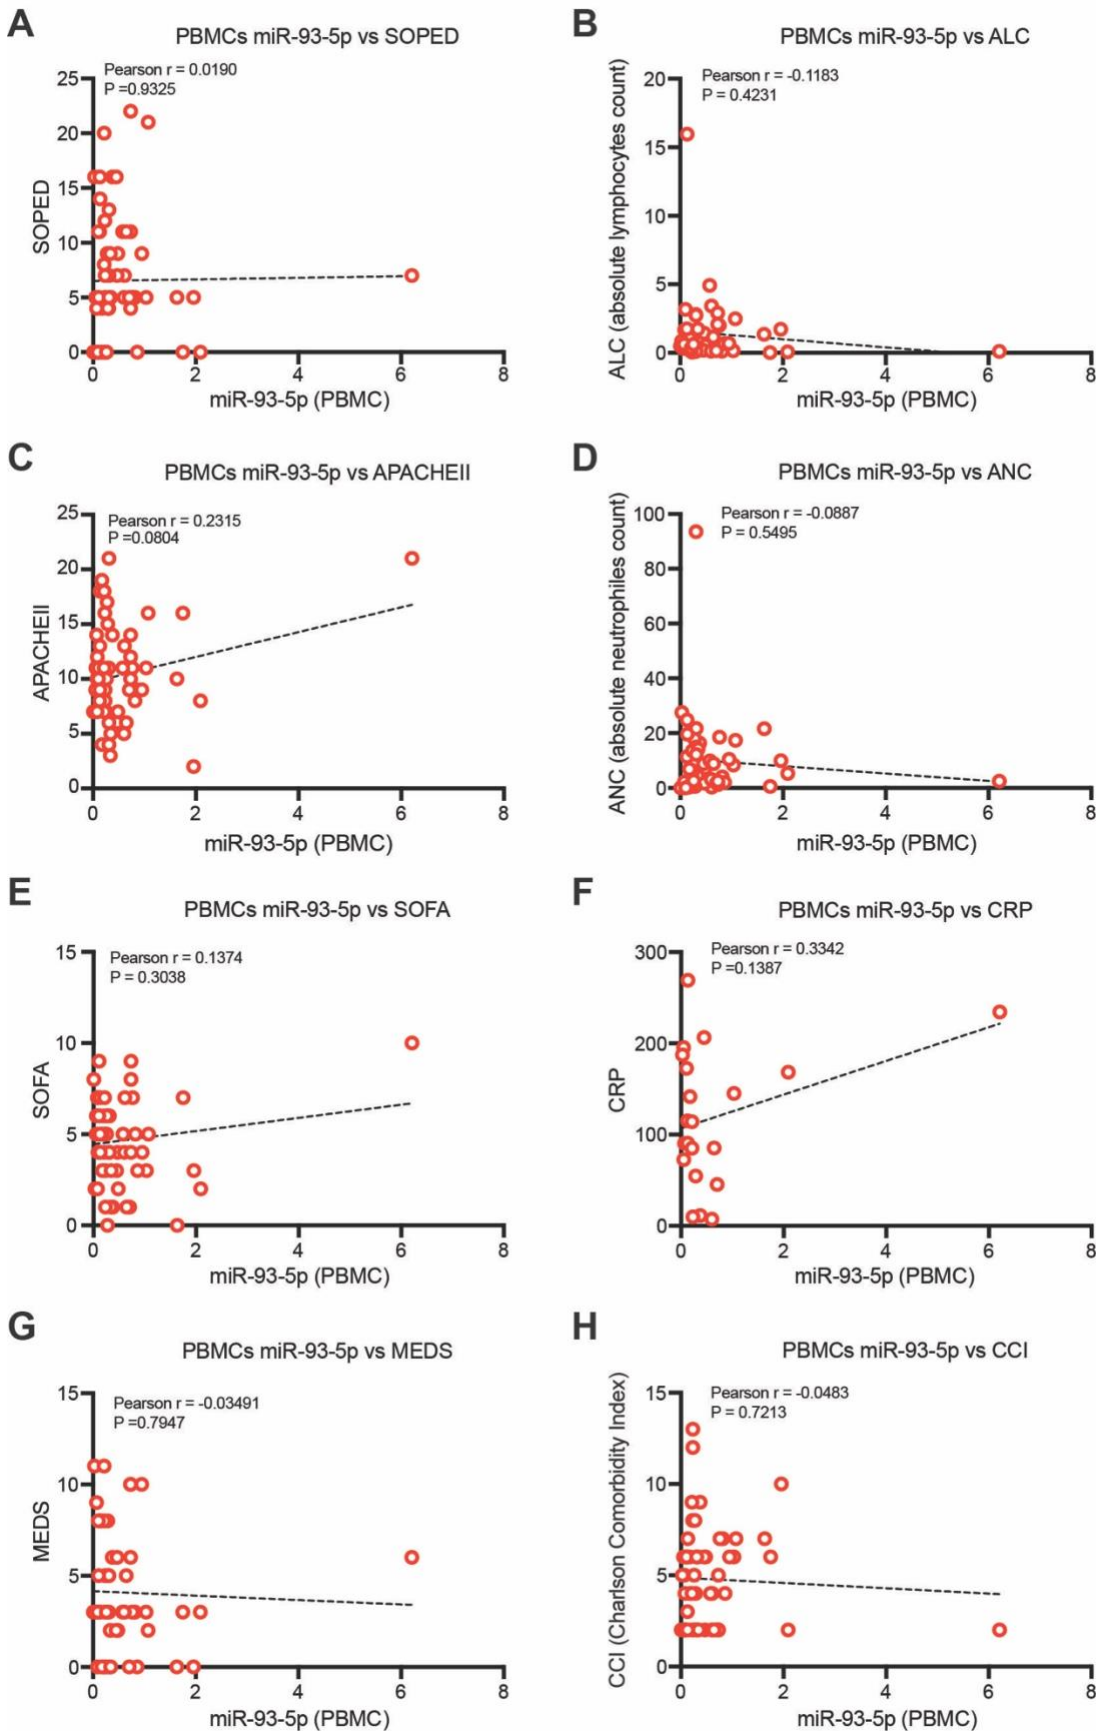 A
PBMCs miR-93-5p vs SOPED
Pearson r = 0.0190
P =0.9325
25
20
15
10
5
0
SOPED
0 2 4 6 8
miR-93-5p (PBMC)
B
PBMCs miR-93-5p vs ALC
Pearson r = -0.1183
P = 0.4231
20
15
10
5
0
ALC (absolute lymphocytes count)
0 2 4 6 8
miR-93-5p (PBMC)
C
PBMCs miR-93-5p vs APACHEII
Pearson r = 0.2315
P =0.0804
25
20
15
10
5
0
APACHEII
0 2 4 6 8
miR-93-5p (PBMC)
D
PBMCs miR-93-5p vs ANC
Pearson r = -0.0887
P = 0.5495
100
80
60
40
20
0
ANC (absolute neutrophiles count)
0 2 4 6 8
miR-93-5p (PBMC)
E
PBMCs miR-93-5p vs SOFA
Pearson r = 0.1374
P = 0.3038
15
10
5
0
SOFA
0 2 4 6 8
miR-93-5p (PBMC)
F
PBMCs miR-93-5p vs CRP
Pearson r = 0.3342
P =0.1387
300
200
100
0
CRP
0 2 4 6 8
miR-93-5p (PBMC)
G
PBMCs miR-93-5p vs MEDS
Pearson r = -0.03491
P =0.7947
15
10
5
0
MEDS
0 2 4 6 8
miR-93-5p (PBMC)
H
PBMCs miR-93-5p vs CCI
Pearson r = -0.0483
P = 0.7213
15
10
5
0
CCI (Charlson Comorbidity Index)
0 2 4 6 8
miR-93-5p (PBMC)